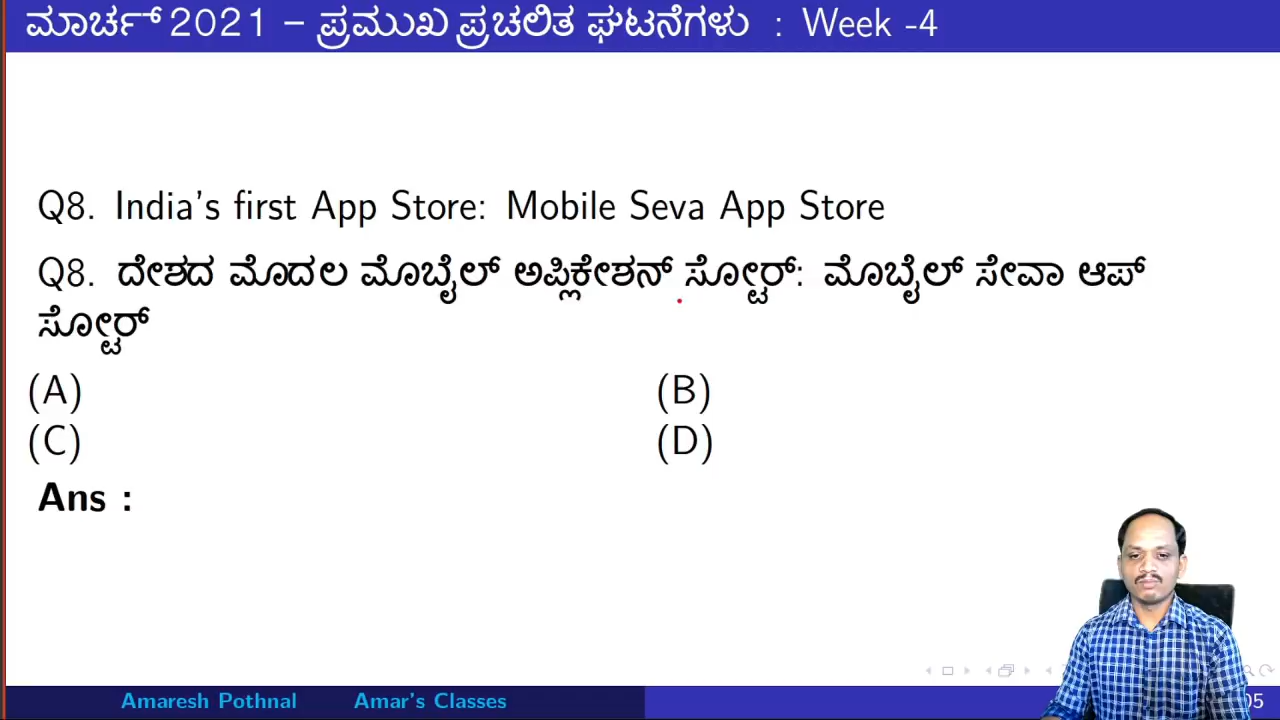 ಮಾರ್ಚ್ 2021 – ಪ್ರಮುಖ ಪ್ರಚಲಿತ ಘಟನೆಗಳು : Week -4
Q8. India's first App Store: Mobile Seva App Store
Q8. ದೇಶದ ಮೊದಲ ಮೊಬೈಲ್ ಅಪ್ಲಿಕೇಶನ್ ಸ್ಟೋರ್: ಮೊಬೈಲ್ ಸೇವಾ ಆಪ್
ಸ್ಟೋರ್
(A) (B)
(C) (D)
Ans :
Amaresh Pothnal Amar's Classes